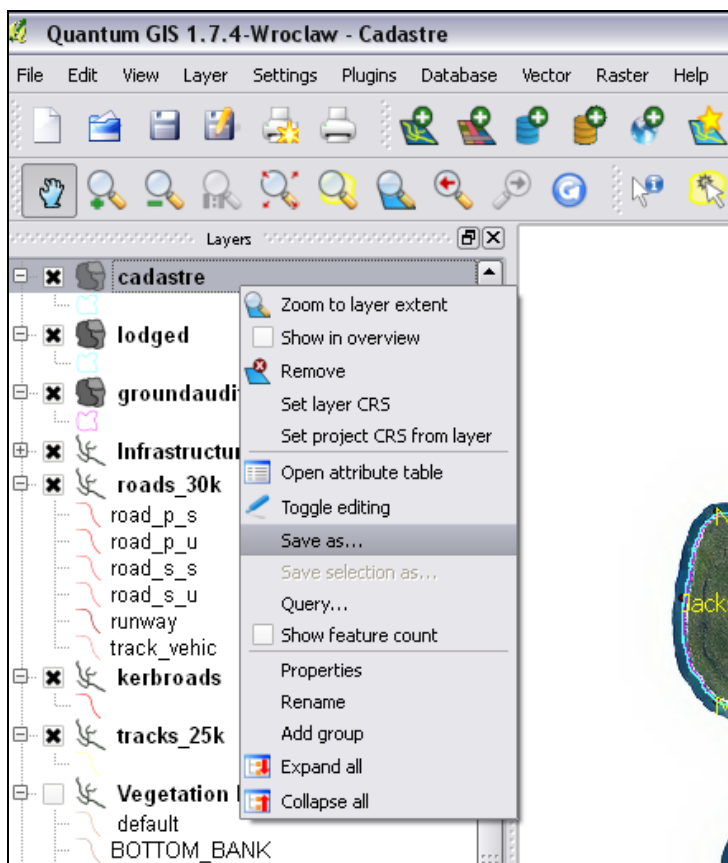 Quantum GIS 1.7.4-Wroclaw - Cadastre
File Edit View Layer Settings Plugins Database Vector Raster Help
Layers
cadastre
Zoom to layer extent
lodged
Show in overview
Remove
groundaudi
Set layer CRS
Set project CRS from layer
Infrastructur
Open attribute table
roads_30k
Toggle editing
road_p_s
Save as...
road_p_u
road_s_s
Save selection as...
road_s_u
Query...
runway
Show feature count
track_vehic
kerbroads
Properties
Rename
tracks_25k
Add group
Expand all
Vegetation
Collapse all
default
BOTTOM_BANK
Jack